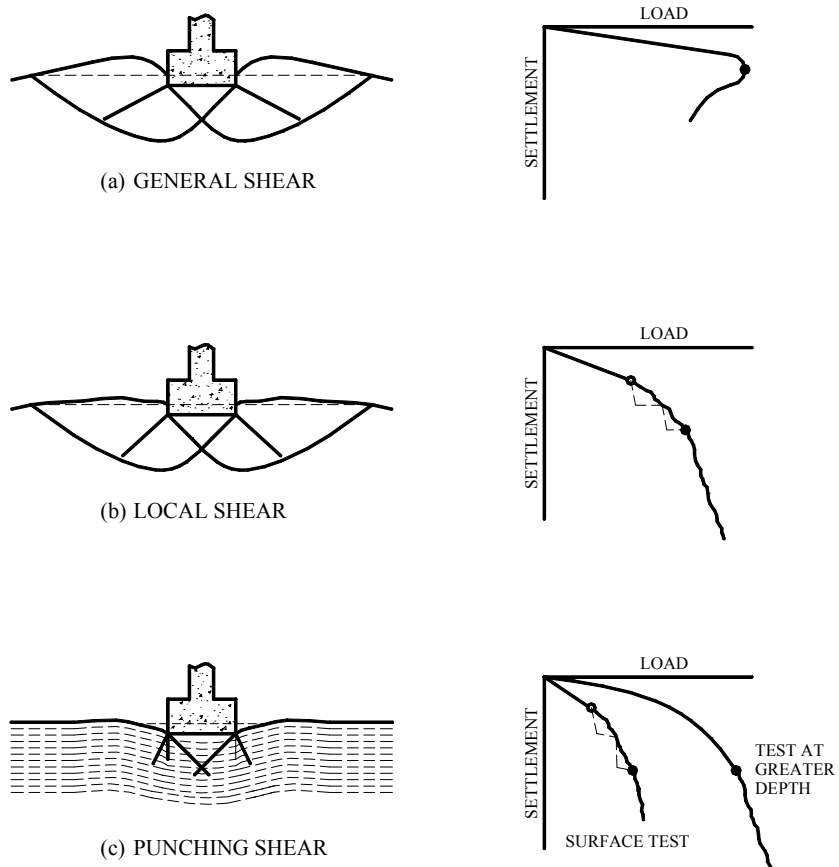 LOAD
SETTLEMENT
(a) GENERAL SHEAR
LOAD
SETTLEMENT
(b) LOCAL SHEAR
LOAD
SETTLEMENT
TEST AT
GREATER
DEPTH
SURFACE TEST
(c) PUNCHING SHEAR